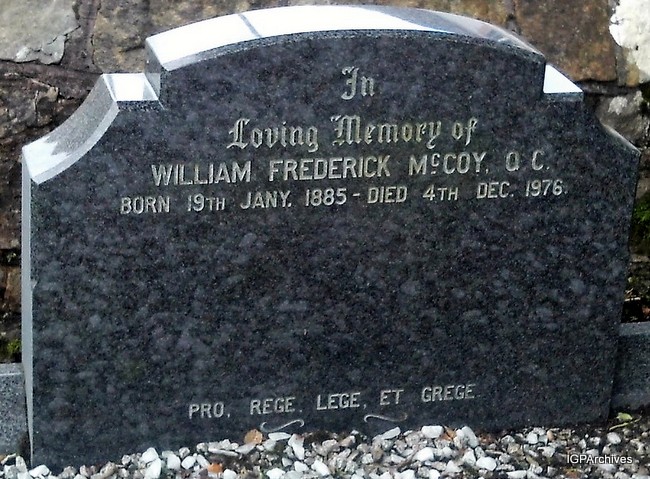 In
Loving Memory of
WILLIAM FREDERICK McCOY, Q.C.
BORN 19TH JANY. 1885 - DIED 4TH DEC. 1976.
PRO, REGE, LEGE, ET GREGE.
IGPArchives